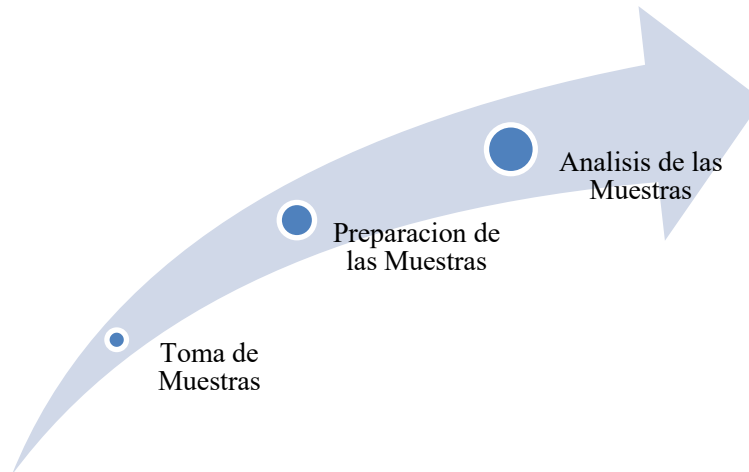 Toma de
Muestras
Preparacion de
las Muestras
Analisis de las
Muestras